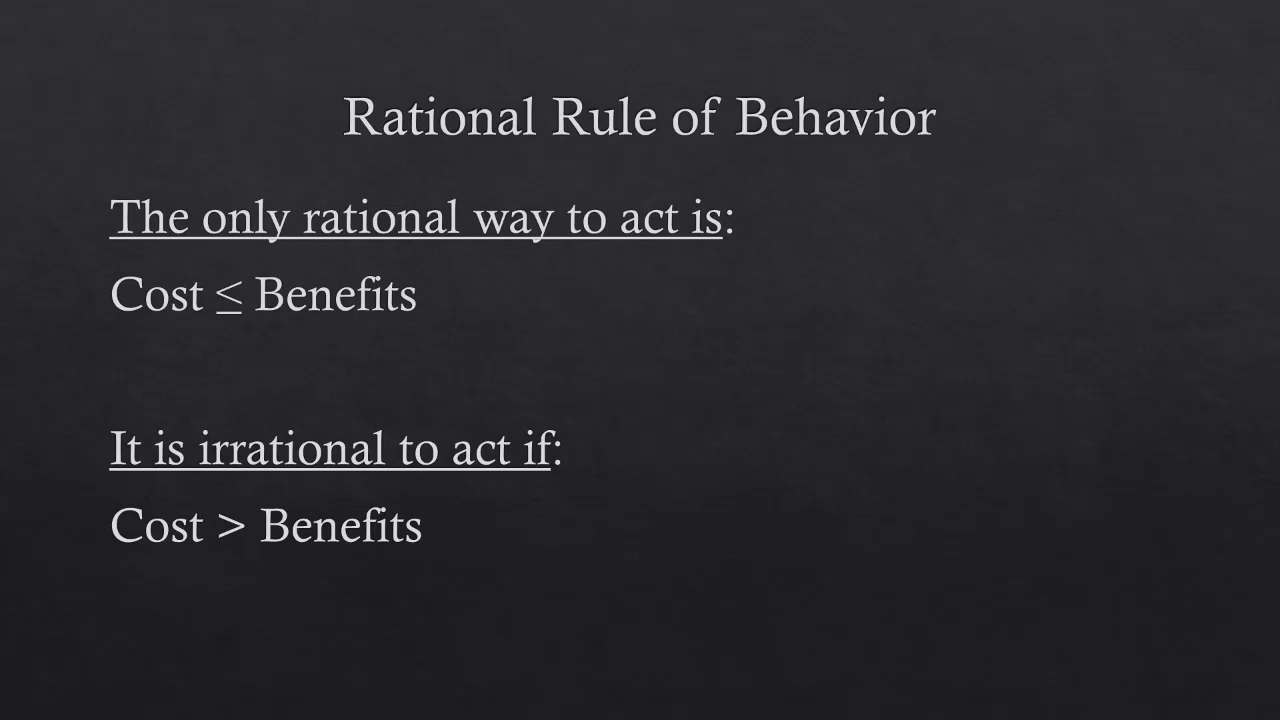 Rational Rule of Behavior
The only rational way to act is:
Cost ≤ Benefits
It is irrational to act if:
Cost > Benefits